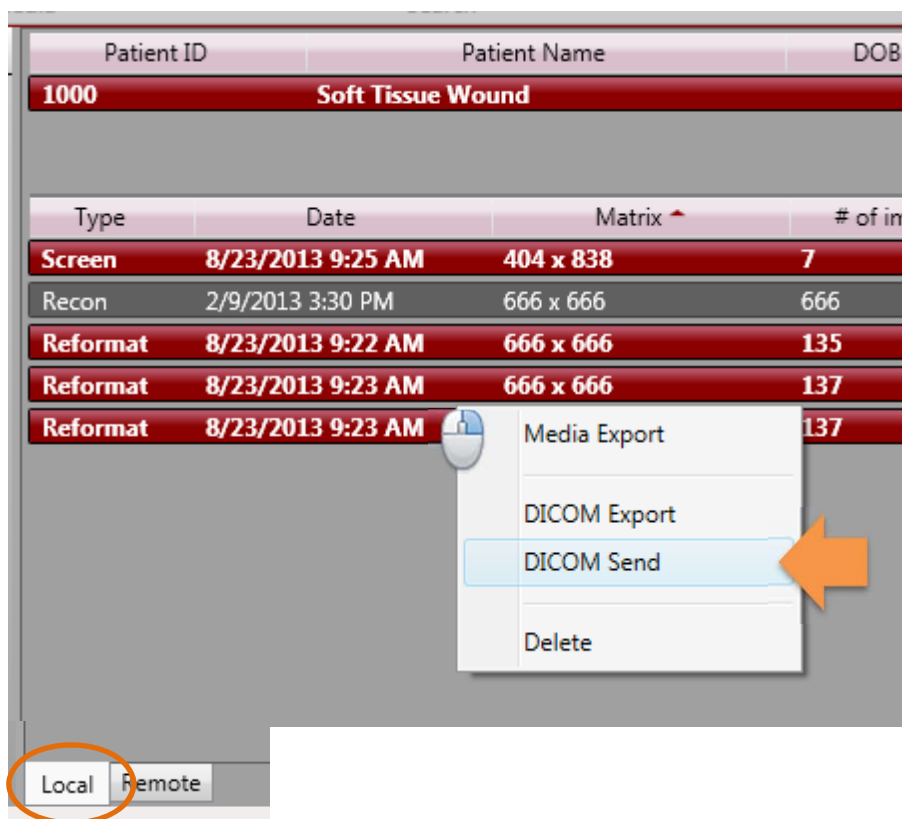 Patient ID Patient Name DOB
1000 Soft Tissue Wound
Type Date Matrix # of in
Screen 8/23/2013 9:25 AM 404 x 838 7
Recon 2/9/2013 3:30 PM 666 x 666 666
Reformat 8/23/2013 9:22 AM 666 x 666 135
Reformat 8/23/2013 9:23 AM 666 x 666 137
Reformat 8/23/2013 9:23 AM 137
Media Export
DICOM Export
DICOM Send
Delete
Local Remote